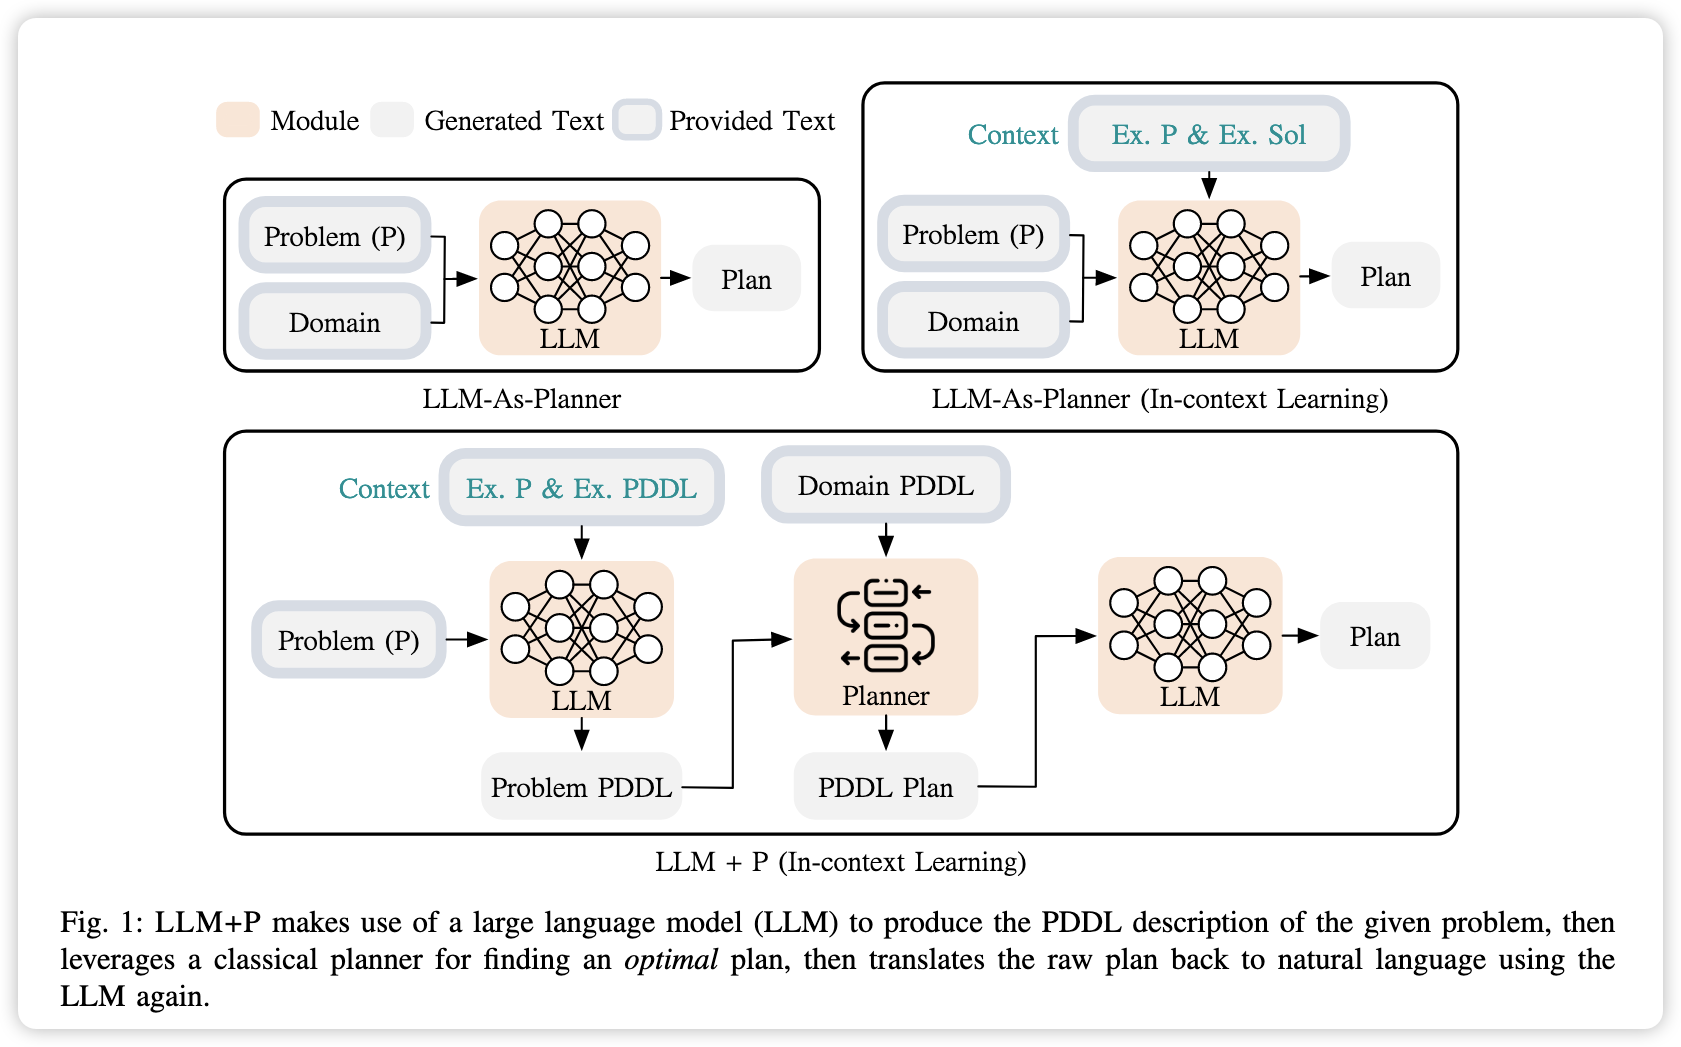 Module Generated Text Provided Text
Problem (P)
Domain
LLM
Plan
LLM-As-Planner
Context Ex. P & Ex. Sol
Problem (P)
Domain
LLM
Plan
LLM-As-Planner (In-context Learning)
Context Ex. P & Ex. PDDL
Domain PDDL
Problem (P)
LLM
Problem PDDL
Planner
PDDL Plan
LLM
Plan
LLM + P (In-context Learning)
Fig. 1: LLM+P makes use of a large language model (LLM) to produce the PDDL description of the given problem, then
leverages a classical planner for finding an optimal plan, then translates the raw plan back to natural language using the
LLM again.